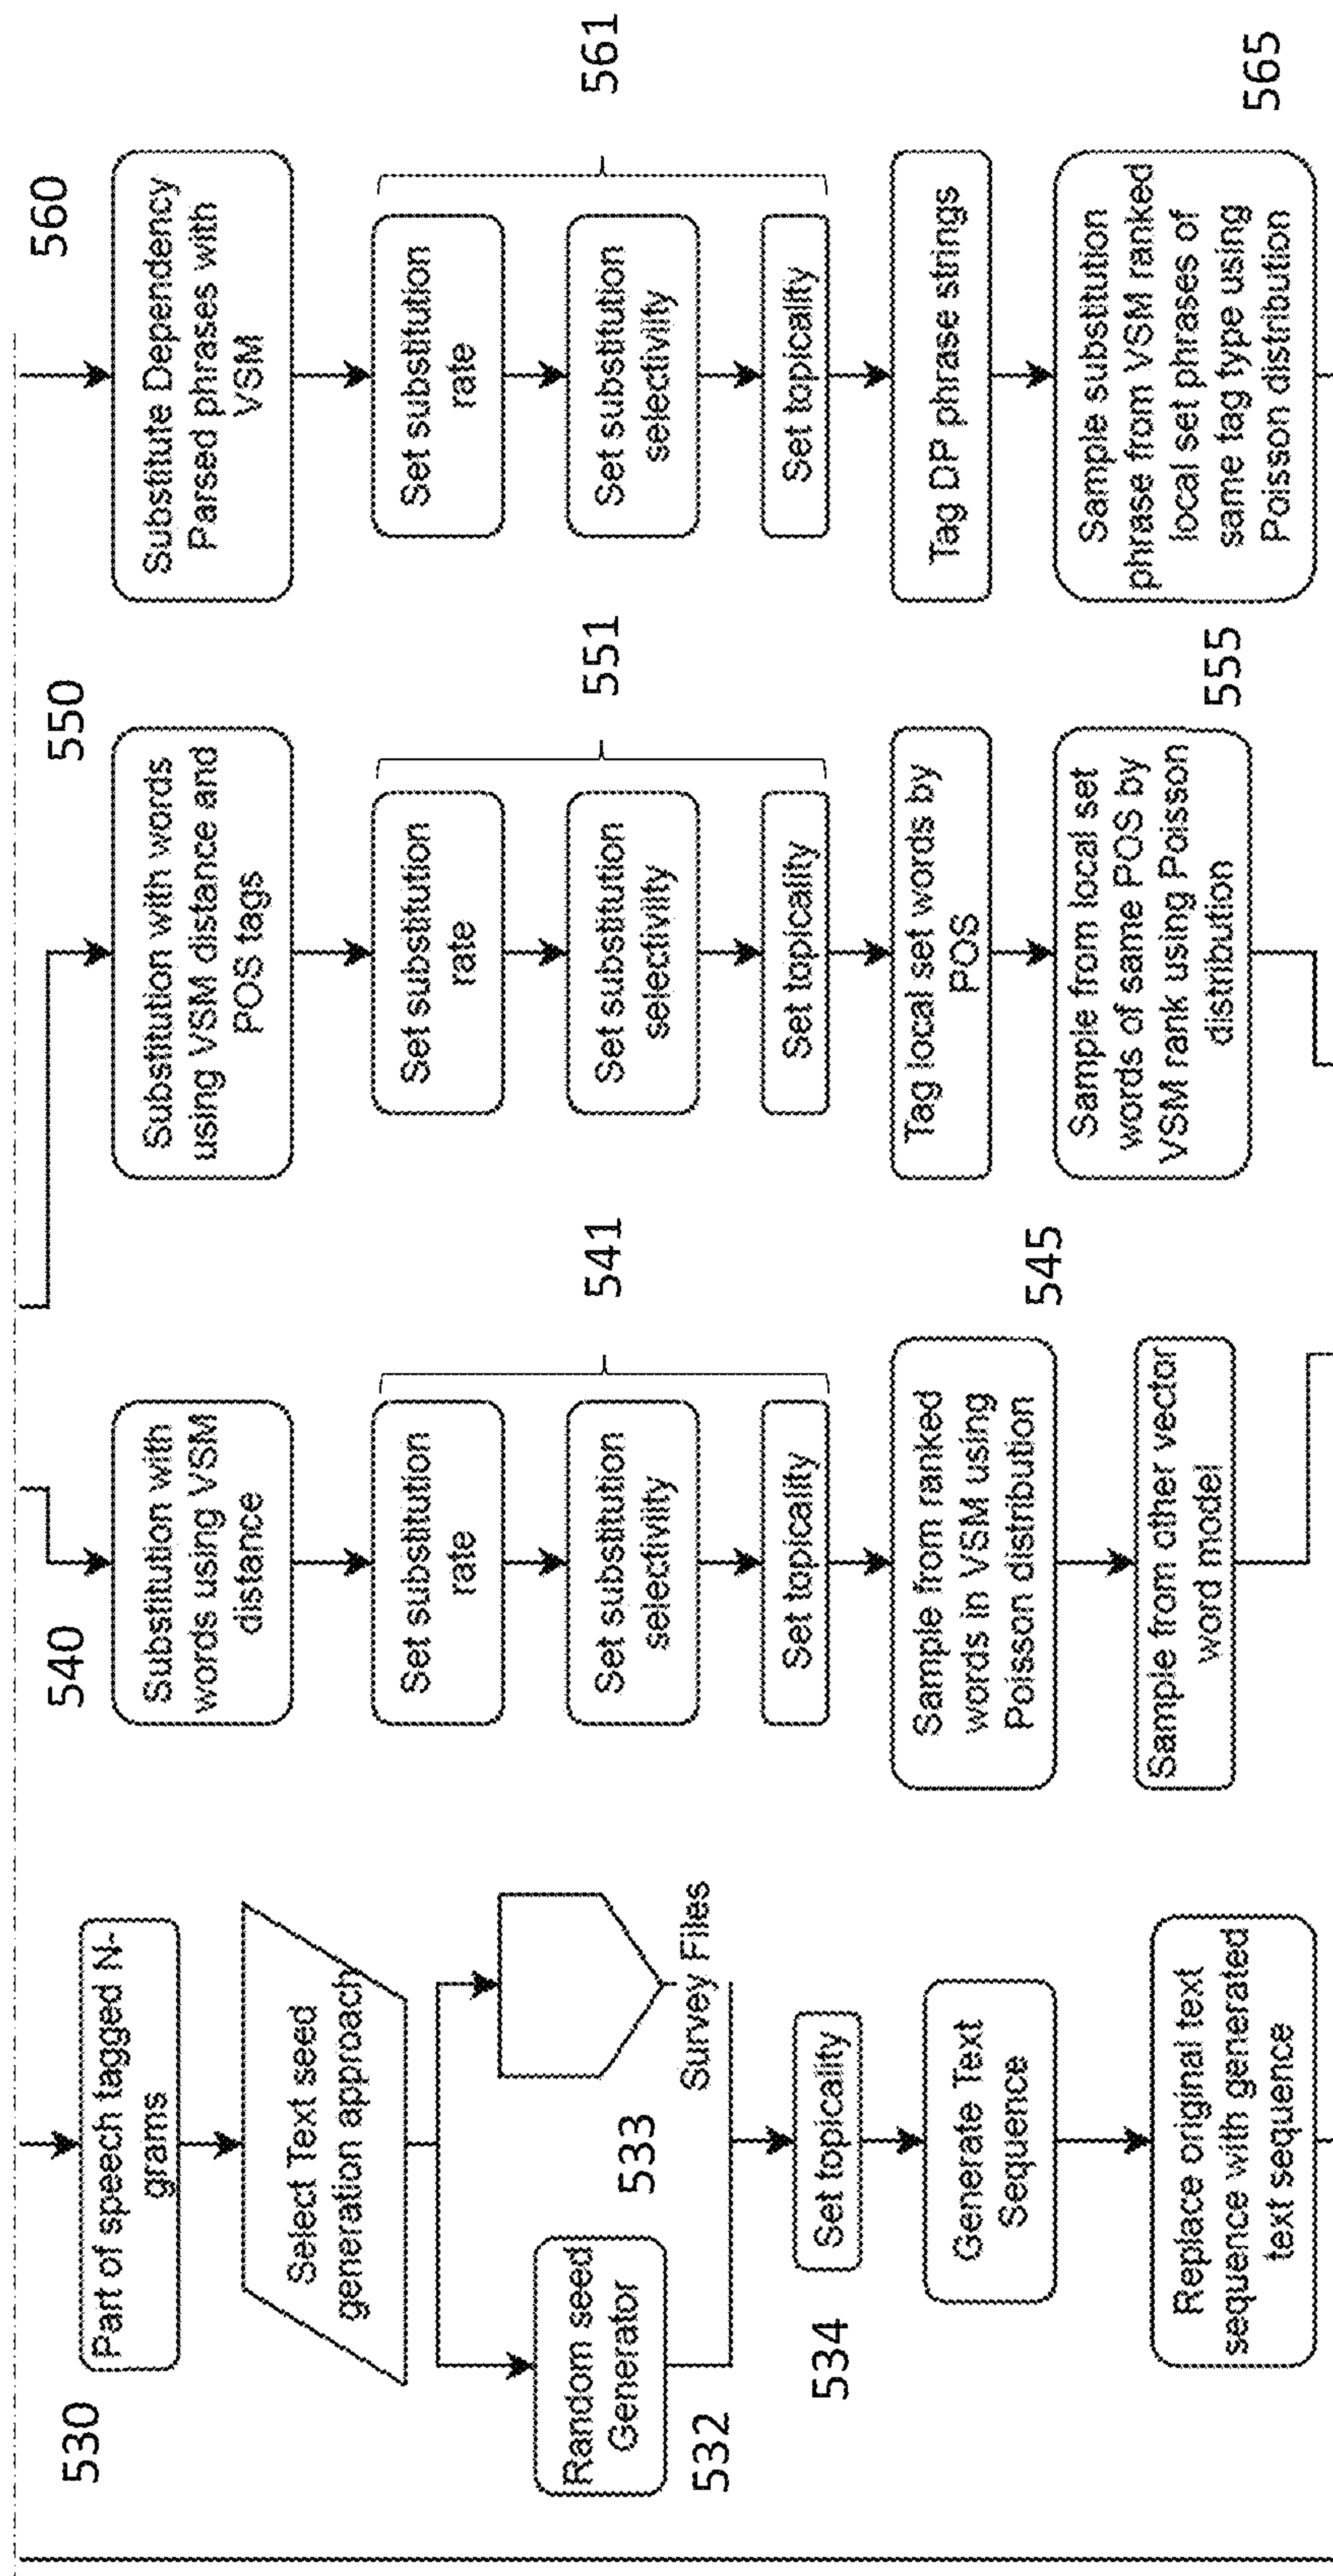 530
Part of speech tagged N-
grams
Select Text seed
generation approach
Random seed
Generator
532
533
Survey Files
534
Set topicality
Generate Text
Sequence
Replace original text
sequence with generated
text sequence
540
Substitution with
words using VSM
distance
Set substitution
rate
Set substitution
selectivility
Set topicality
541
Sample from ranked
words in VSM using
Poisson distribution
545
Sample from other vector
word model
550
Substitution with words
using VSM distance and
POS tags
Set substitution
rate
Set substitution
selectivility
Set topicality
551
Tag local set words by
POS
Sample from local set
words of same POS by
VSM rank using Poisson
distribution
555
560
Substitute Dependency
Parsed phrases with
VSM
Set substitution
rate
Set substitution
selectivility
Set topicality
561
Tag DP phrase strings
Sample substitution
phrase from VSM ranked
local set phrases of
same tag type using
Poisson distribution
565